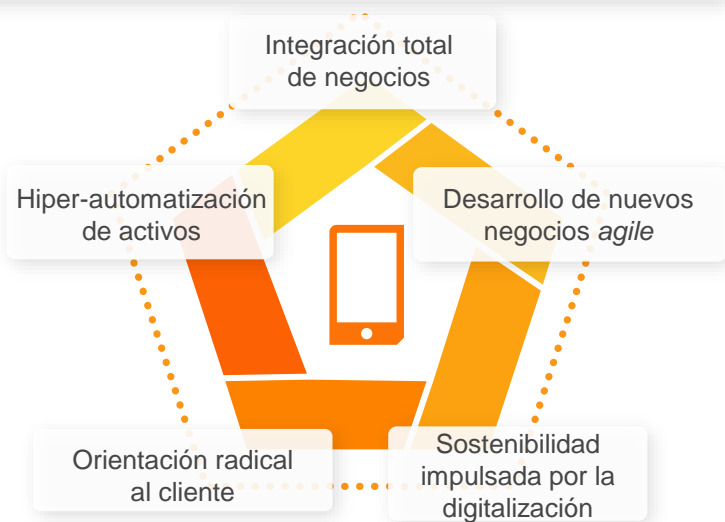 Integración total
de negocios
Hiper-automatización
de activos
Desarrollo de nuevos
negocios agile
Orientación radical
al cliente
Sostenibilidad
impulsada por la
digitalización